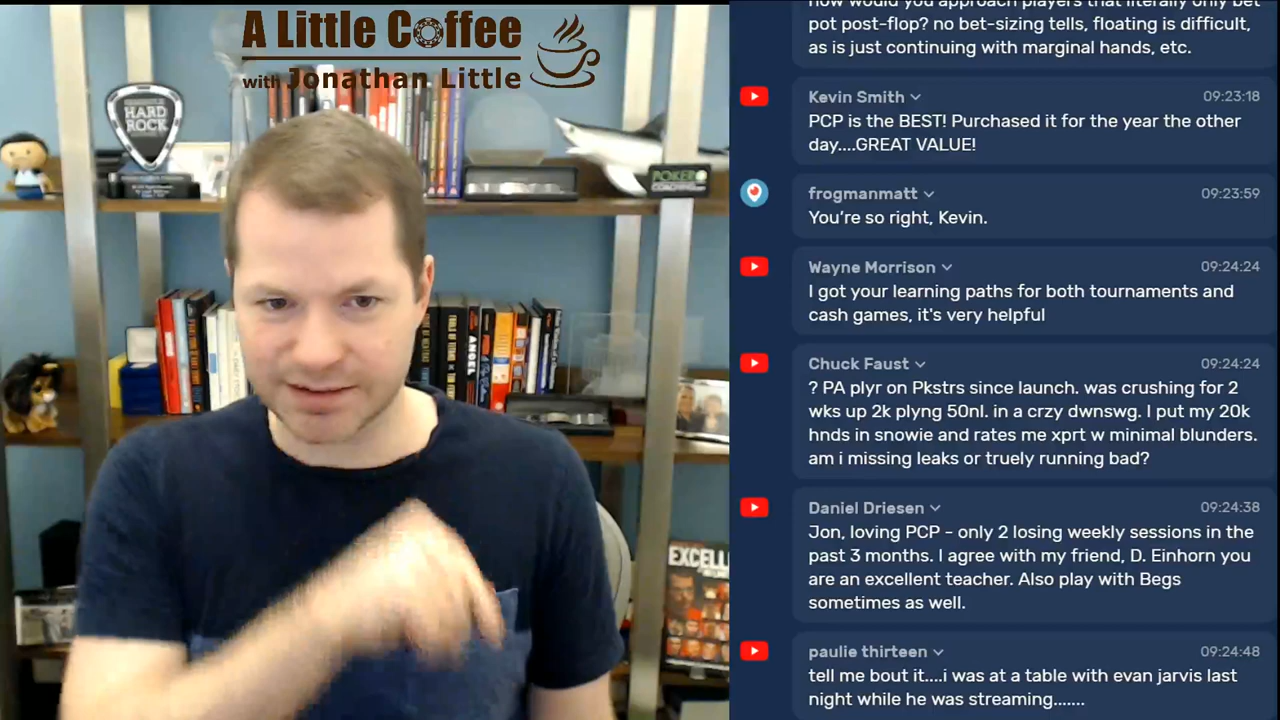 A Little Coffee
with Jonathan Little
HARD
ROCK
POKER
COACHING
ANGEL
EXCELL
how would you approach players that literally only bet
pot post-flop? no bet-sizing tells, floating is difficult,
as is just continuing with marginal hands, etc.
Kevin Smith
09:23:18
PCP is the BEST! Purchased it for the year the other
day....GREAT VALUE!
frogmanmatt
09:23:59
You're so right, Kevin.
Wayne Morrison
09:24:24
I got your learning paths for both tournaments and
cash games, it's very helpful
Chuck Faust
09:24:24
? PA plyr on Pkstrs since launch. was crushing for 2
wks up 2k plyng 50nl. in a crzy dwnswg. I put my 20k
hnds in snowie and rates me xprt w minimal blunders.
am i missing leaks or truely running bad?
Daniel Driesen
09:24:38
Jon, loving PCP - only 2 losing weekly sessions in the
past 3 months. I agree with my friend, D. Einhorn you
are an excellent teacher. Also play with Begs
sometimes as well.
paulie thirteen
09:24:48
tell me bout it....i was at a table with evan jarvis last
night while he was streaming.......